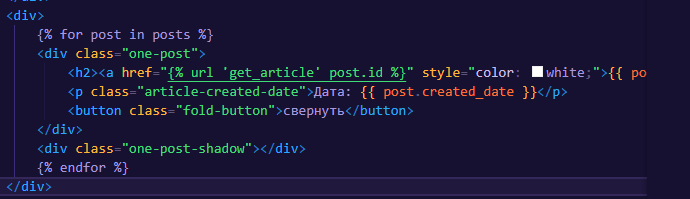 </div>
<div>
{% for post in posts %}
<div class="one-post">
<h2><a href="{% url 'get_article' post.id %}" style="color: white;">{{ po
<p class="article-created-date">Дата: {{ post.created_date }}</p>
<button class="fold-button">свернуть</button>
</div>
<div class="one-post-shadow"></div>
{% endfor %}
</div>